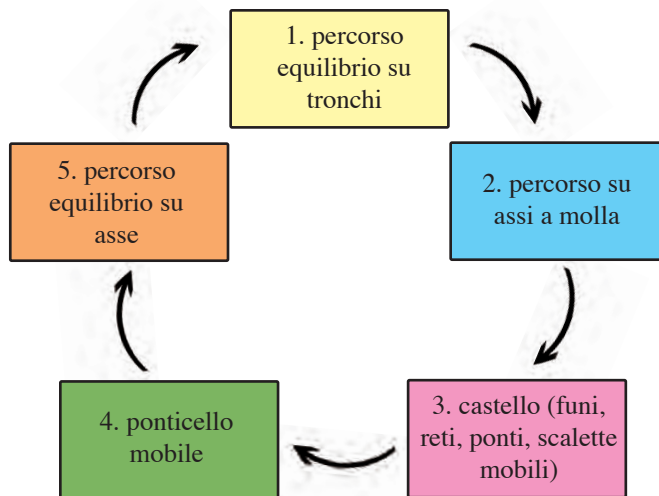 1. percorso
equilibrio su
tronchi
2. percorso su
assi a molla
3. castello (funi,
reti, ponti, scalette
mobili)
4. ponticello
mobile
5. percorso
equilibrio su
asse